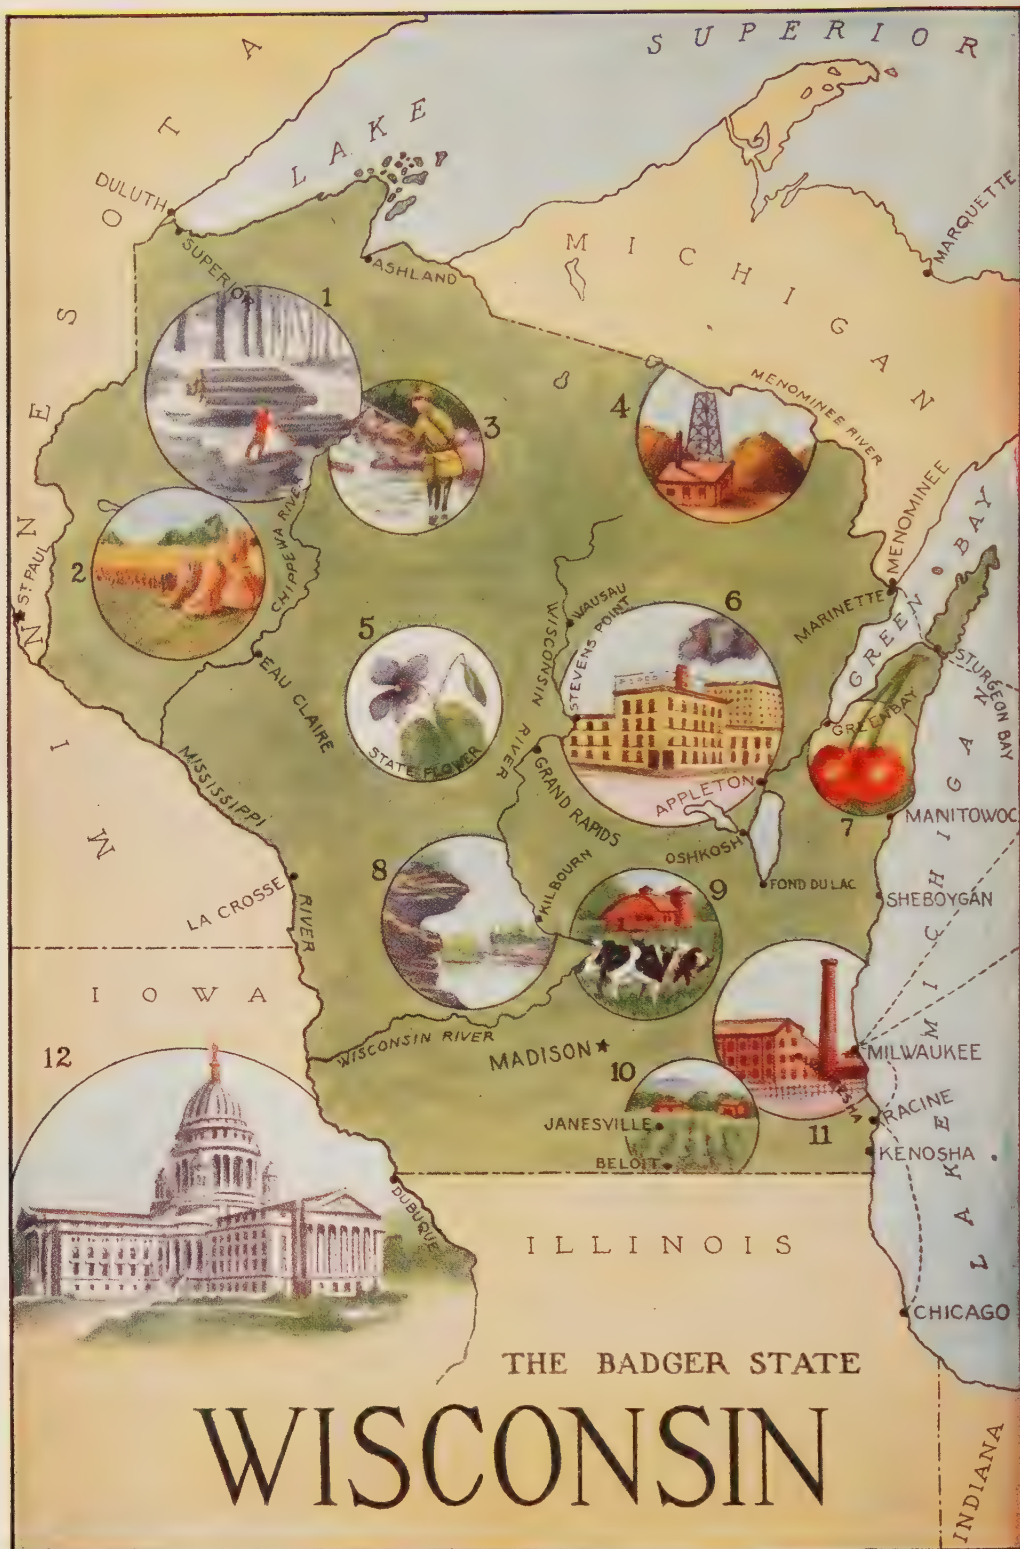 SUPERIOR
LAKE
MINNESOTA
DULUTH
SUPERIOR
ASHLAND
MICHIGAN
MARQUETTE
1
MENOMINEE RIVER
3
4
2
CHIPPEWA RIVER
ST. PAUL
MENOMINEE
BAY
GREEN
MARINETTE
STURGEON BAY
WAUSAU
WISCONSIN RIVER
STEVENS POINT
6
5
STATE FLOWER
EAU CLAIRE
GREEN BAY
MISSISSIPPI RIVER
GRAND RAPIDS
APPLETON
7
MANITOWOC
OSHKOSH
LA CROSSE
8
KILBOURN
9
FOND DU LAC
SHEBOYGAN
LAKE MICHIGAN
IOWA
WISCONSIN RIVER
MADISON
MILWAUKEE
12
10
JANESVILLE
BELOIT
11
RACINE
KENOSHA
DUBUQUE
ILLINOIS
CHICAGO
THE BADGER STATE
WISCONSIN
INDIANA